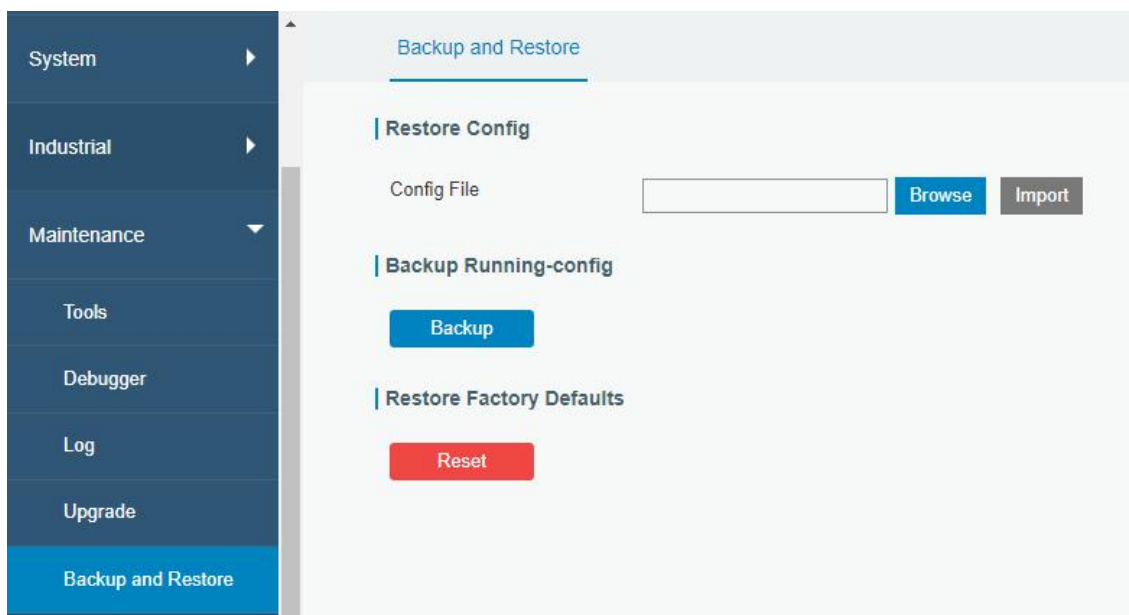 System
Industrial
Maintenance
Tools
Debugger
Log
Upgrade
Backup and Restore
Backup and Restore
Restore Config
Config File
Browse
Import
Backup Running-config
Backup
Restore Factory Defaults
Reset